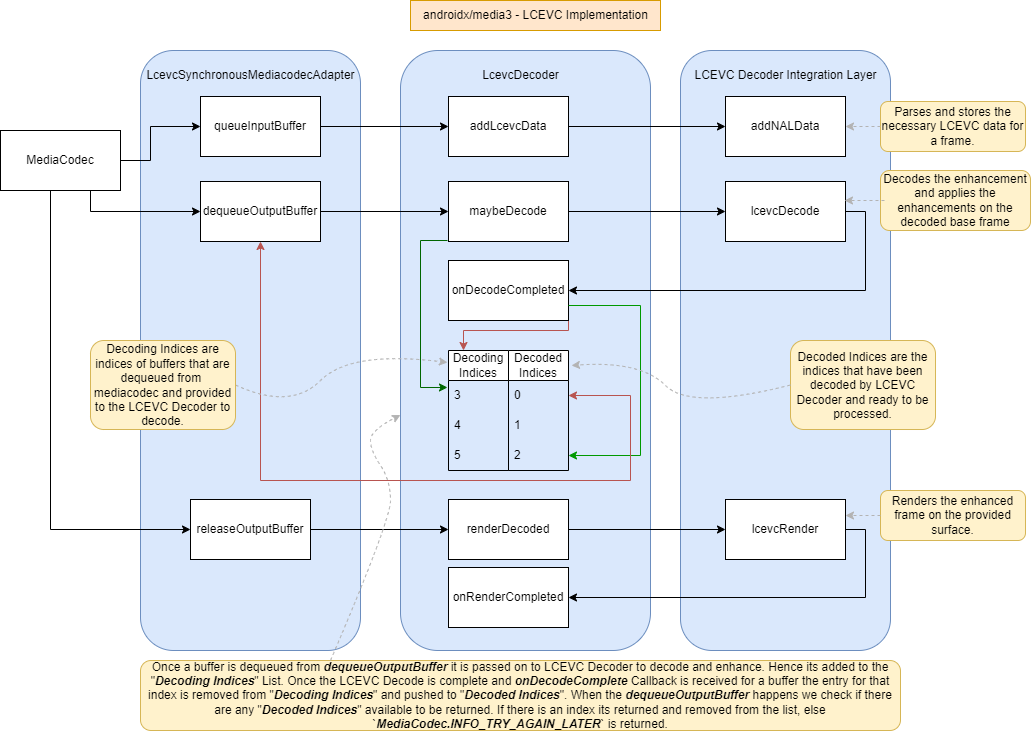 androidx/media3 - LCEVC Implementation
LcevcSynchronousMediacodecAdapter
LcevcDecoder
LCEVC Decoder Integration Layer
MediaCodec
queueInputBuffer
addLcevcData
addNALData
Parses and stores the
necessary LCEVC data for
a frame.
dequeueOutputBuffer
maybeDecode
lcevcDecode
Decodes the enhancement
and applies the
enhancements on the
decoded base frame
onDecodeCompleted
Decoding Indices are
indices of buffers that are
dequeued from
mediacodec and provided
to the LCEVC Decoder to
decode.
Decoding
Indices
Decoded
Indices
3 0
4 1
5 2
Decoded Indices are the
indices that have been
decoded by LCEVC
Decoder and ready to be
processed.
releaseOutputBuffer
renderDecoded
lcevcRender
Renders the enhanced
frame on the provided
surface.
onRenderCompleted
Once a buffer is dequeued from dequeueOutputBuffer it is passed on to LCEVC Decoder to decode and enhance. Hence its added to the
"Decoding Indices" List. Once the LCEVC Decode is complete and onDecodeComplete Callback is received for a buffer the entry for that
index is removed from "Decoding Indices" and pushed to "Decoded Indices". When the dequeueOutputBuffer happens we check if there
are any "Decoded Indices" available to be returned. If there is an index its returned and removed from the list, else
`MediaCodec.INFO_TRY_AGAIN_LATER` is returned.